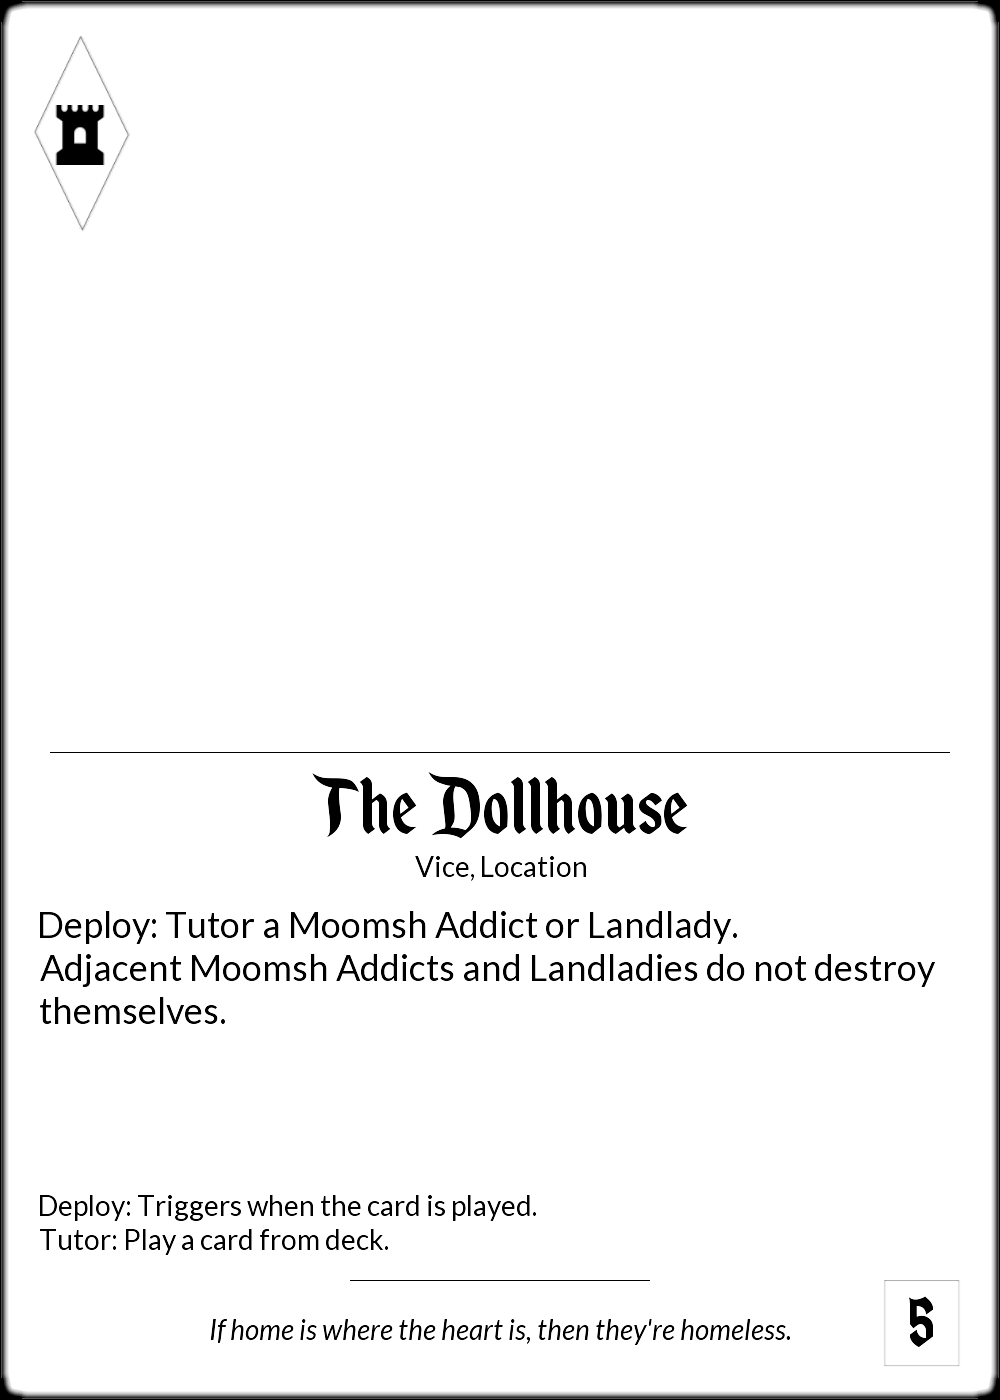 The Dollhouse
Vice, Location
Deploy: Tutor a Moomsh Addict or Landlady.
Adjacent Moomsh Addicts and Landladies do not destroy
themselves.
Deploy: Triggers when the card is played.
Tutor: Play a card from deck.
If home is where the heart is, then they're homeless.
5